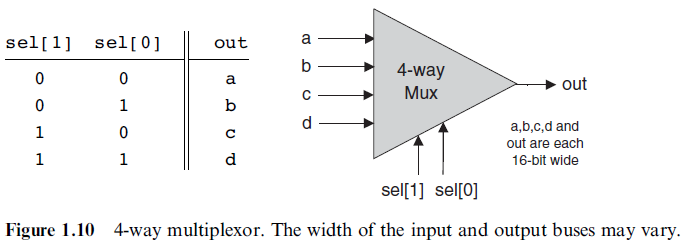 sel[1] sel[0] out
0 0 a
0 1 b
1 0 c
1 1 d
a
b
c
d
4-way
Mux
out
a,b,c,d and
out are each
16-bit wide
sel[1] sel[0]
Figure 1.10 4-way multiplexor. The width of the input and output buses may vary.